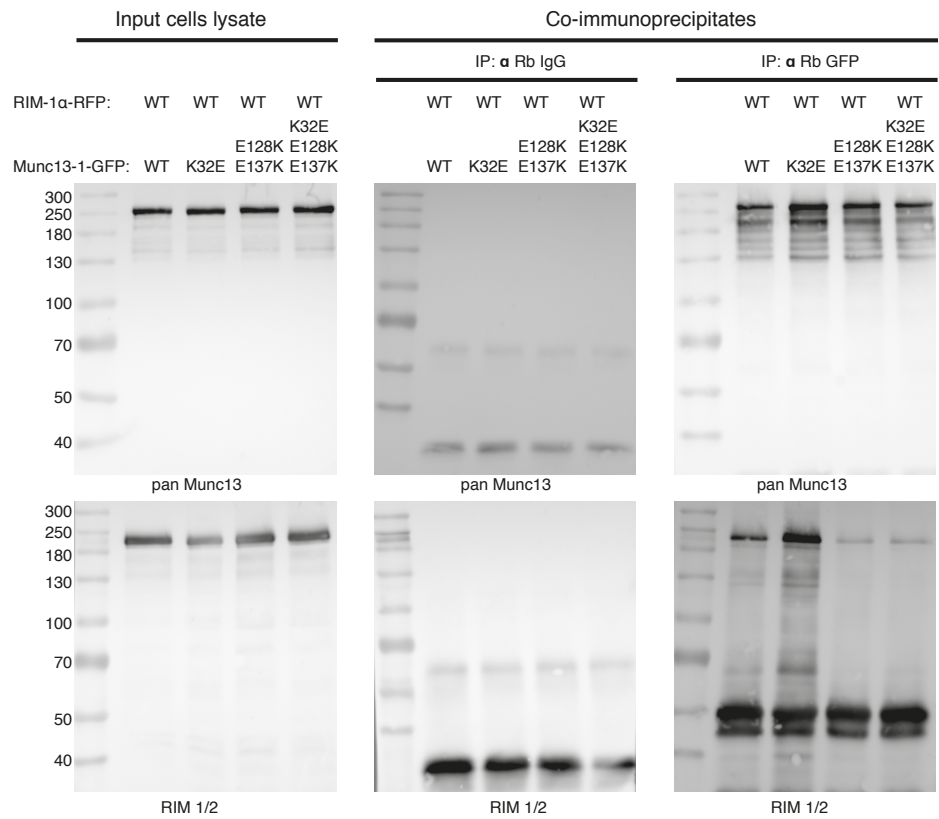 Input cells lysate
Co-immunoprecipitates
IP: α Rb IgG
IP: α Rb GFP
RIM-1α-RFP: WT WT WT WT WT WT WT WT WT WT WT WT
K32E K32E K32E
E128K E128K E128K E128K E128K E128K
Munc13-1-GFP: WT K32E E137K E137K WT K32E E137K E137K WT K32E E137K E137K
300
250
180
130
100
70
50
40
pan Munc13 pan Munc13 pan Munc13
300
250
180
130
100
70
50
40
RIM 1/2 RIM 1/2 RIM 1/2